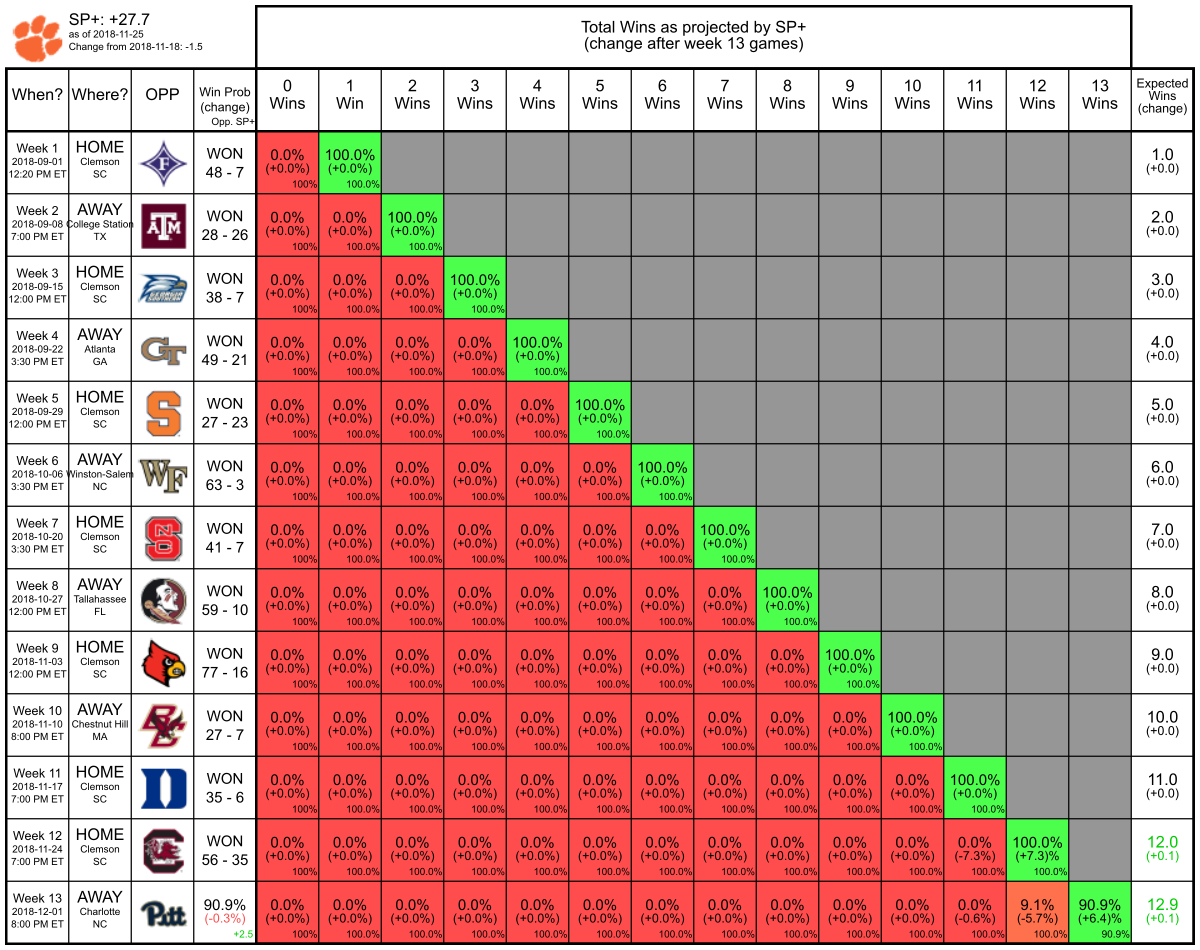 SP+: +27.7
as of 2018-11-25
Change from 2018-11-18: -1.5
Total Wins as projected by SP+
(change after week 13 games)
When? Where? OPP Win Prob (change) Opp. SP+ 0 Wins 1 Win 2 Wins 3 Wins 4 Wins 5 Wins 6 Wins 7 Wins 8 Wins 9 Wins 10 Wins 11 Wins 12 Wins 13 Wins Expected Wins (change)
Week 1 HOME F WON 0.0% 100.0% 1.0
2018-09-01 Clemson 48 - 7 (+0.0%) (+0.0%) (+0.0)
12:20 PM ET SC 100% 100.0%
Week 2 AWAY ATM WON 0.0% 0.0% 100.0% 2.0
2018-09-08 College Station 28 - 26 (+0.0%) (+0.0%) (+0.0%) (+0.0)
7:00 PM ET TX 100% 100.0% 100.0%
Week 3 HOME WON 0.0% 0.0% 0.0% 100.0% 3.0
2018-09-15 Clemson 38 - 7 (+0.0%) (+0.0%) (+0.0%) (+0.0%) (+0.0)
12:00 PM ET SC 100% 100.0% 100.0% 100.0%
Week 4 AWAY GT WON 0.0% 0.0% 0.0% 0.0% 100.0% 4.0
2018-09-22 Atlanta 49 - 21 (+0.0%) (+0.0%) (+0.0%) (+0.0%) (+0.0%) (+0.0)
3:30 PM ET GA 100% 100.0% 100.0% 100.0% 100.0%
Week 5 HOME S WON 0.0% 0.0% 0.0% 0.0% 0.0% 100.0% 5.0
2018-09-29 Clemson 27 - 23 (+0.0%) (+0.0%) (+0.0%) (+0.0%) (+0.0%) (+0.0%) (+0.0)
12:00 PM ET SC 100% 100.0% 100.0% 100.0% 100.0% 100.0%
Week 6 AWAY WF WON 0.0% 0.0% 0.0% 0.0% 0.0% 0.0% 100.0% 6.0
2018-10-06 Winston-Salem 63 - 3 (+0.0%) (+0.0%) (+0.0%) (+0.0%) (+0.0%) (+0.0%) (+0.0%) (+0.0)
3:30 PM ET NC 100% 100.0% 100.0% 100.0% 100.0% 100.0% 100.0%
Week 7 HOME NCS WON 0.0% 0.0% 0.0% 0.0% 0.0% 0.0% 0.0% 100.0% 7.0
2018-10-20 Clemson 41 - 7 (+0.0%) (+0.0%) (+0.0%) (+0.0%) (+0.0%) (+0.0%) (+0.0%) (+0.0%) (+0.0)
3:30 PM ET SC 100% 100.0% 100.0% 100.0% 100.0% 100.0% 100.0% 100.0%
Week 8 AWAY WON 0.0% 0.0% 0.0% 0.0% 0.0% 0.0% 0.0% 0.0% 100.0% 8.0
2018-10-27 Tallahassee 59 - 10 (+0.0%) (+0.0%) (+0.0%) (+0.0%) (+0.0%) (+0.0%) (+0.0%) (+0.0%) (+0.0%) (+0.0)
12:00 PM ET FL 100% 100.0% 100.0% 100.0% 100.0% 100.0% 100.0% 100.0% 100.0%
Week 9 HOME WON 0.0% 0.0% 0.0% 0.0% 0.0% 0.0% 0.0% 0.0% 0.0% 100.0% 9.0
2018-11-03 Clemson 77 - 16 (+0.0%) (+0.0%) (+0.0%) (+0.0%) (+0.0%) (+0.0%) (+0.0%) (+0.0%) (+0.0%) (+0.0%) (+0.0)
12:00 PM ET SC 100% 100.0% 100.0% 100.0% 100.0% 100.0% 100.0% 100.0% 100.0% 100.0%
Week 10 AWAY BC WON 0.0% 0.0% 0.0% 0.0% 0.0% 0.0% 0.0% 0.0% 0.0% 0.0% 100.0% 10.0
2018-11-10 Chestnut Hill 27 - 7 (+0.0%) (+0.0%) (+0.0%) (+0.0%) (+0.0%) (+0.0%) (+0.0%) (+0.0%) (+0.0%) (+0.0%) (+0.0%) (+0.0)
8:00 PM ET MA 100% 100.0% 100.0% 100.0% 100.0% 100.0% 100.0% 100.0% 100.0% 100.0% 100.0%
Week 11 HOME D WON 0.0% 0.0% 0.0% 0.0% 0.0% 0.0% 0.0% 0.0% 0.0% 0.0% 0.0% 100.0% 11.0
2018-11-17 Clemson 35 - 6 (+0.0%) (+0.0%) (+0.0%) (+0.0%) (+0.0%) (+0.0%) (+0.0%) (+0.0%) (+0.0%) (+0.0%) (+0.0%) (+0.0%) (+0.0)
7:00 PM ET SC 100% 100.0% 100.0% 100.0% 100.0% 100.0% 100.0% 100.0% 100.0% 100.0% 100.0% 100.0%
Week 12 HOME C WON 0.0% 0.0% 0.0% 0.0% 0.0% 0.0% 0.0% 0.0% 0.0% 0.0% 0.0% 0.0% 100.0% 12.0
2018-11-24 Clemson 56 - 35 (+0.0%) (+0.0%) (+0.0%) (+0.0%) (+0.0%) (+0.0%) (+0.0%) (+0.0%) (+0.0%) (+0.0%) (+0.0%) (-7.3%) (+7.3)% (+0.1)
7:00 PM ET SC 100% 100.0% 100.0% 100.0% 100.0% 100.0% 100.0% 100.0% 100.0% 100.0% 100.0% 100.0% 100.0%
Week 13 AWAY Pitt 90.9% 0.0% 0.0% 0.0% 0.0% 0.0% 0.0% 0.0% 0.0% 0.0% 0.0% 0.0% 0.0% 9.1% 90.9% 12.9
2018-12-01 Charlotte (-0.3%) (+0.0%) (+0.0%) (+0.0%) (+0.0%) (+0.0%) (+0.0%) (+0.0%) (+0.0%) (+0.0%) (+0.0%) (+0.0%) (-0.6%) (-5.7%) (+6.4)% (+0.1)
8:00 PM ET NC +2.5 100% 100.0% 100.0% 100.0% 100.0% 100.0% 100.0% 100.0% 100.0% 100.0% 100.0% 100.0% 100.0% 90.9%